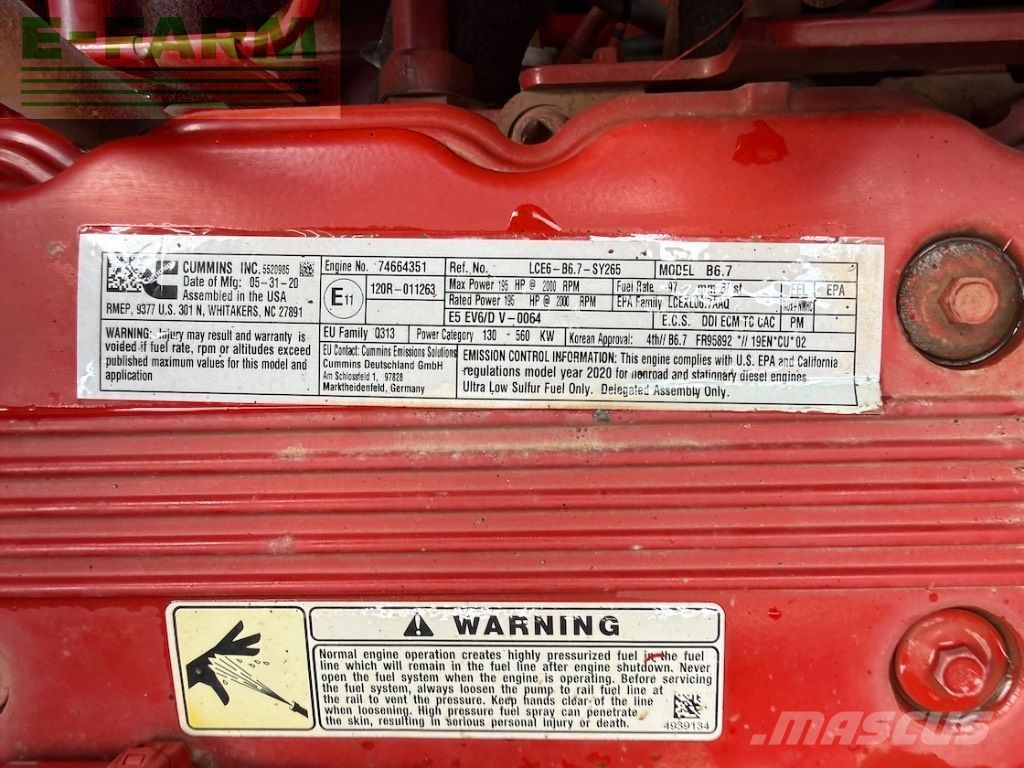 E-FARM
CUMMINS INC. 5520985
Date of Mfg: 05-31-20
Assembled in the USA
RMEP, 9377 U.S. 301 N, WHITAKERS, NC 27891
WARNING: Injury may result and warranty is
voided if fuel rate, rpm or altitudes exceed
published maximum values for this model and
application
Engine No. 74664351
E11 120R-011263
EU Family 0313
Power Category 130 - 560 KW
EU Contact: Cummins Emissions Solutions
Cummins Deutschland GmbH
Am Schlossfeld 1, 97828
Marktheidenfeld, Germany
Ref. No. LCE6-B6.7-SY265
MODEL B6.7
Max Power 195 HP @ 2000 RPM
Fuel Rate 97 mm st
EPA
Rated Power 195 HP @ 2000 RPM
EPA Family
E5 EV6/D V-0064
E.C.S. DDI ECM TC CAC
PM
Korean Approval: 4th// B6.7 FR95892 *// 19EN*CU*02
EMISSION CONTROL INFORMATION: This engine complies with U.S. EPA and California
regulations model year 2020 for nonroad and stationary diesel engines.
Ultra Low Sulfur Fuel Only. Delegated Assembly Only.
WARNING
Normal engine operation creates highly pressurized fuel in the fuel
line which will remain in the fuel line after engine shutdown. Never
open the fuel system when the engine is operating. Before servicing
the fuel system, always loosen the pump to rail fuel line at
the rail to vent the pressure. Keep hands clear of the line
when loosening. High pressure fuel spray can penetrate
the skin, resulting in serious personal injury or death.
4939134
MASCUS